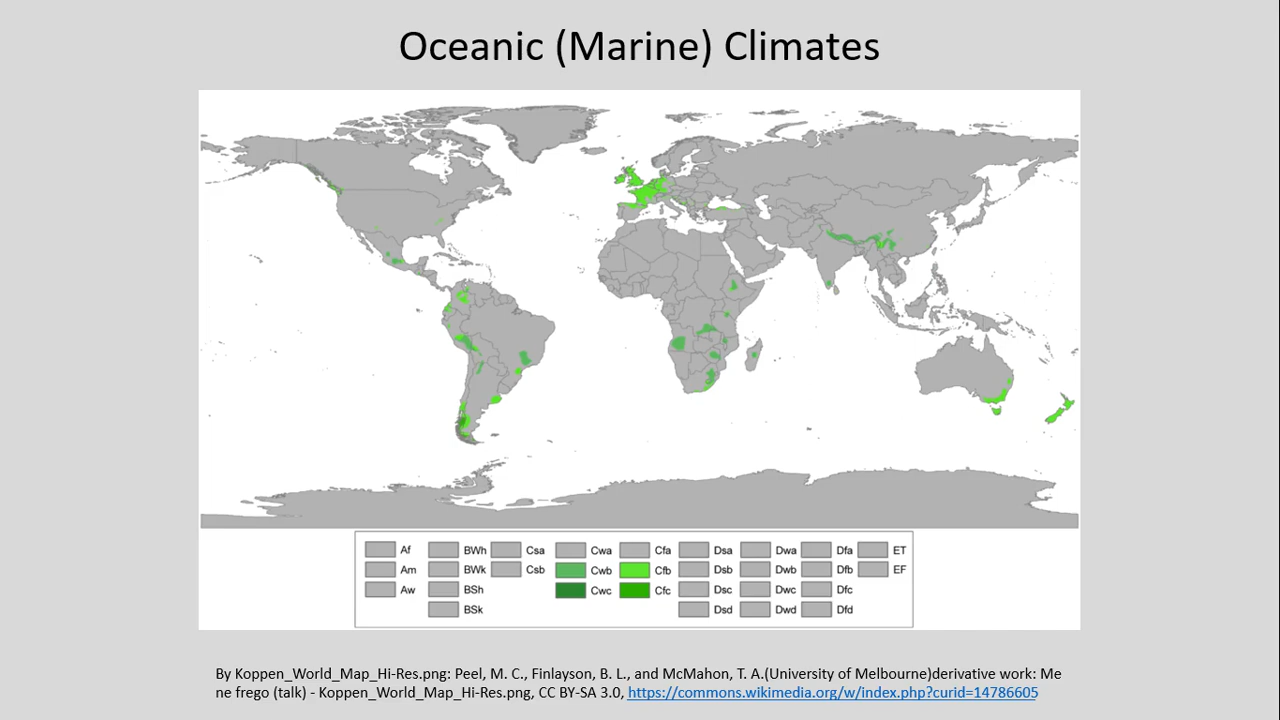 Oceanic (Marine) Climates
Af BWh Csa Cwa Cfa Dsa Dwa Dfa ET
Am BWk Csb Cwb Cfb Dsb Dwb Dfb EF
Aw BSh Cwc Cfc Dsc Dwc Dfc
BSk Dsd Dwd Dfd
By Koppen_World_Map_Hi-Res.png: Peel, M. C., Finlayson, B. L., and McMahon, T. A.(University of Melbourne)derivative work: Me
ne frego (talk) - Koppen_World_Map_Hi-Res.png, CC BY-SA 3.0, https://commons.wikimedia.org/w/index.php?curid=14786605